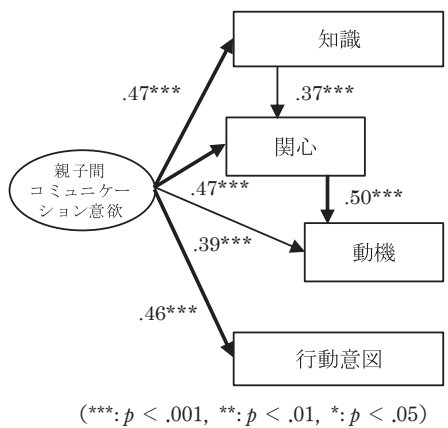 知識
.47***
.37***
関心
親子間
コミュニケー
ション意欲
.47***
.50***
.39***
動機
.46***
行動意図
(***: p < .001, **: p < .01, *: p < .05)